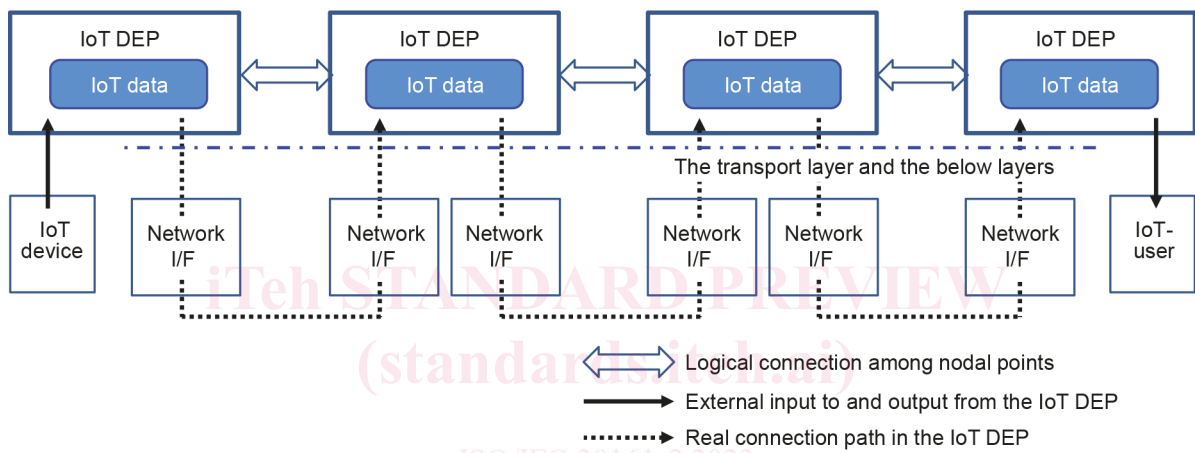 IoT DEP
IoT DEP
IoT DEP
IoT DEP
IoT data
IoT data
IoT data
IoT data
The transport layer and the below layers
IoT
device
Network
I/F
Network
I/F
Network
I/F
Network
I/F
Network
I/F
Network
I/F
IoT-
user
iTeh STANDARD PREVIEW
(standards.iteh.ai)
Logical connection among nodal points
External input to and output from the IoT DEP
Real connection path in the IoT DEP